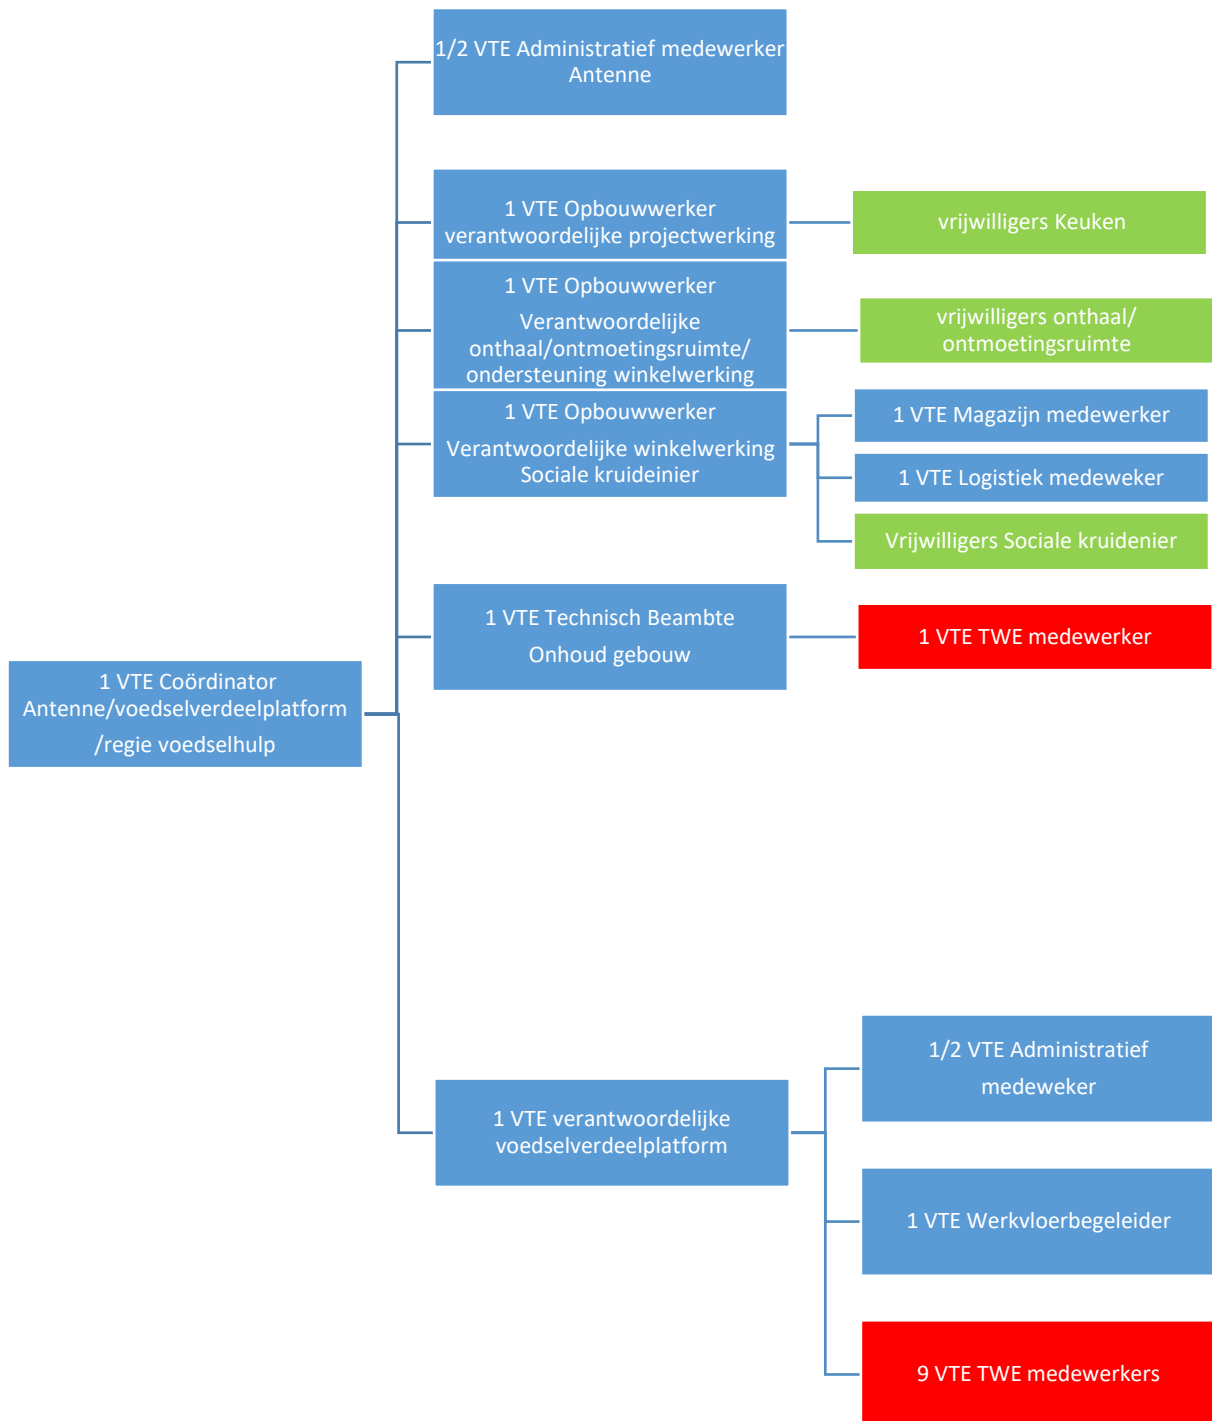 1/2 VTE Administratief medewerker
Antenne
1 VTE Opbouwwerker
verantwoordelijke projectwerking
vrijwilligers Keuken
1 VTE Opbouwwerker
Verantwoordelijke
onthaal/ontmoetingsruimte/
ondersteuning winkelwerking
vrijwilligers onthaal/
ontmoetingsruimte
1 VTE Opbouwwerker
Verantwoordelijke winkelwerking
Sociale kruideinier
1 VTE Magazijn medewerker
1 VTE Logistiek medeweker
Vrijwilligers Sociale kruidenier
1 VTE Technisch Beambte
Onhoud gebouw
1 VTE TWE medewerker
1 VTE Coördinator
Antenne/voedselverdeelplatform
/regie voedselhulp
1 VTE verantwoordelijke
voedselverdeelplatform
1/2 VTE Administratief
medeweker
1 VTE Werkvloerbegeleider
9 VTE TWE medewerkers